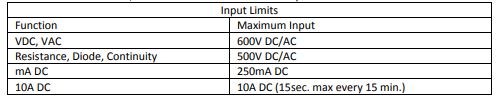 Input Limits
Function Maximum Input
VDC, VAC 600V DC/AC
Resistance, Diode, Continuity 500V DC/AC
mA DC 250mA DC
10A DC 10A DC (15sec. max every 15 min.)